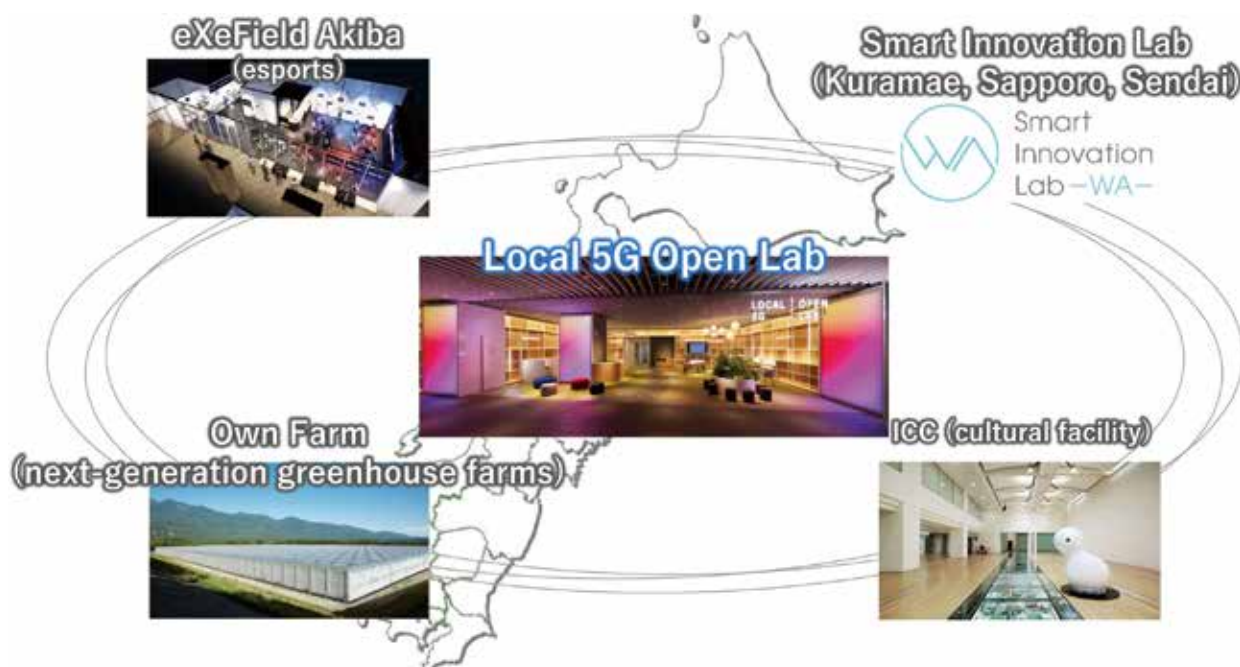 eXeField Akiba
(esports)
Smart Innovation Lab
(Kuramae, Sapporo, Sendai)
WA
Smart
Innovation
Lab –WA–
Local 5G Open Lab
LOCAL OPEN
5G LAB
Own Farm
(next-generation greenhouse farms)
ICC (cultural facility)